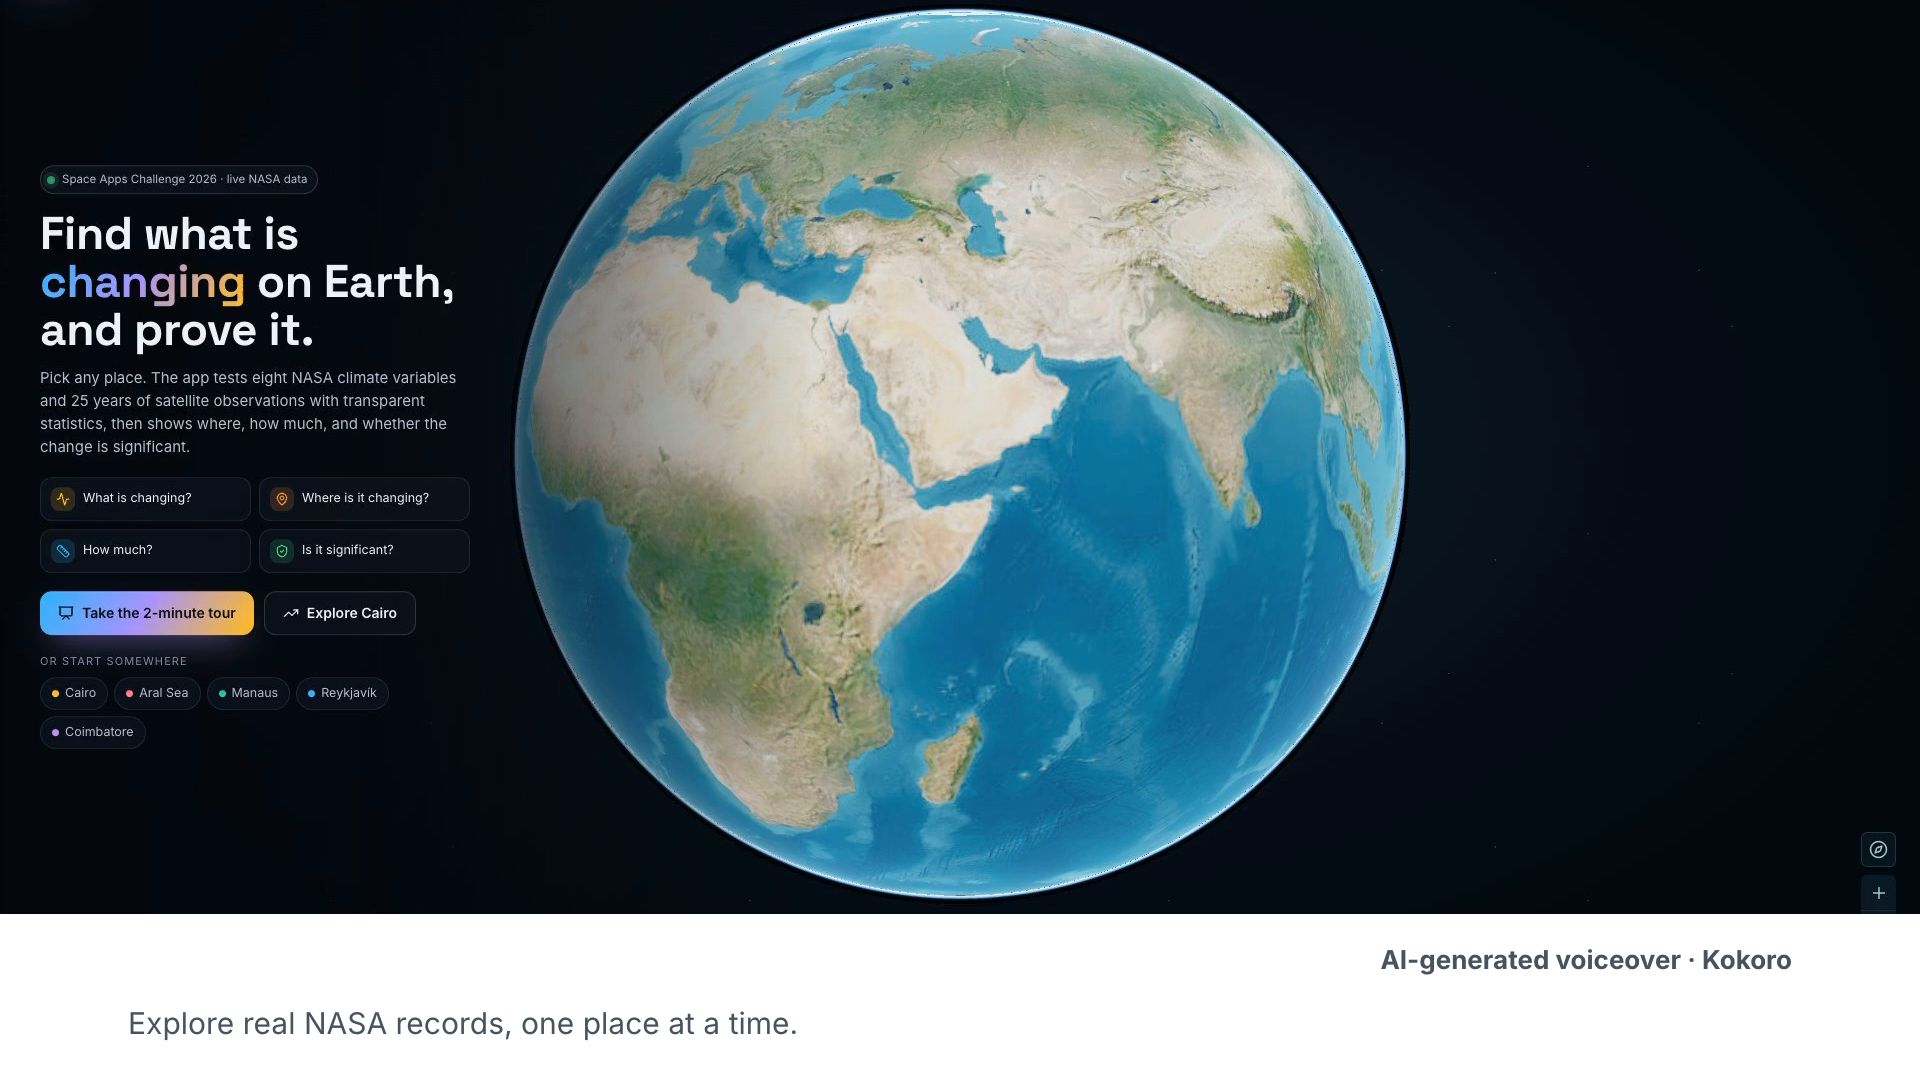 Space Apps Challenge 2026 · live NASA data
Find what is
changing on Earth,
and prove it.
Pick any place. The app tests eight NASA climate variables
and 25 years of satellite observations with transparent
statistics, then shows where, how much, and whether the
change is significant.
What is changing?
Where is it changing?
How much?
Is it significant?
Take the 2-minute tour
Explore Cairo
OR START SOMEWHERE
Cairo
Aral Sea
Manaus
Reykjavík
Coimbatore
AI-generated voiceover · Kokoro
Explore real NASA records, one place at a time.